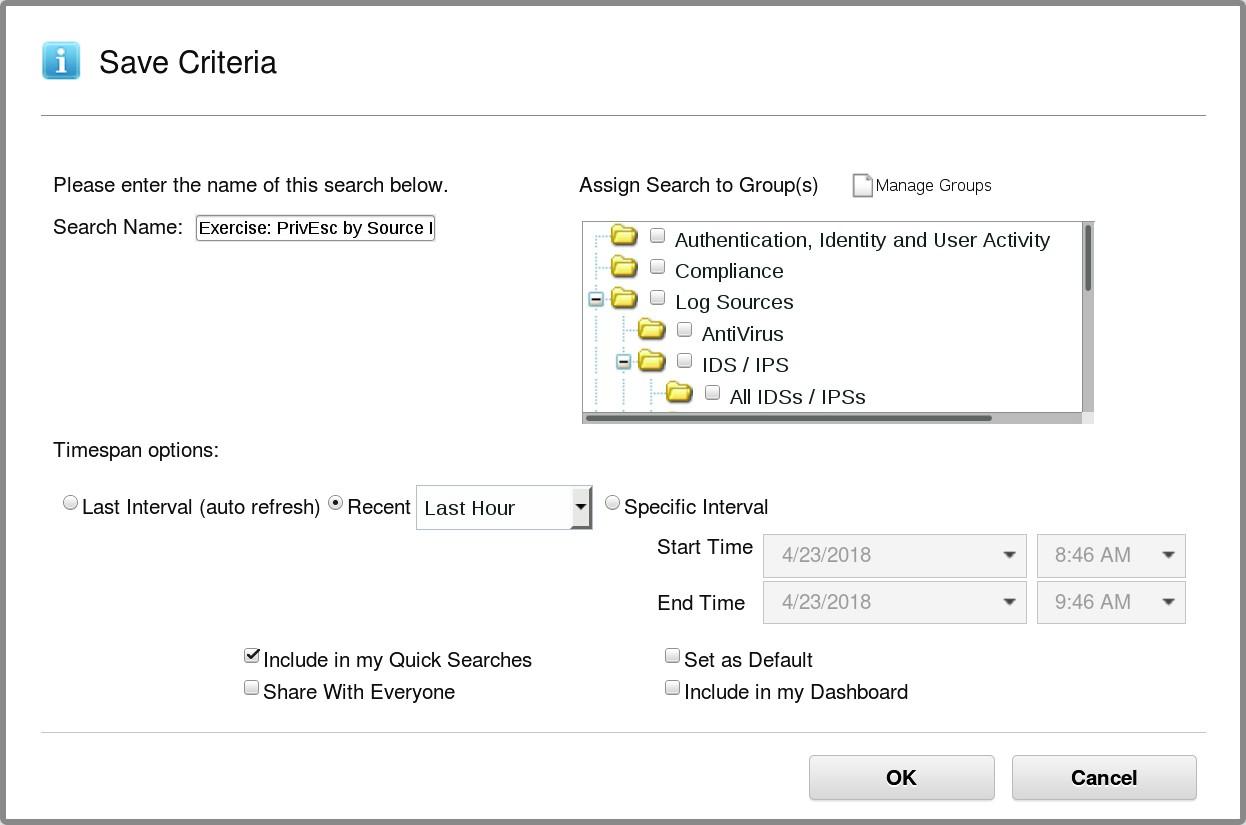 Save Criteria
Please enter the name of this search below.
Search Name: Exercise: PrivEsc by Source I
Assign Search to Group(s) Manage Groups
Authentication, Identity and User Activity
Compliance
Log Sources
AntiVirus
IDS / IPS
All IDSs / IPSs
Timespan options:
Last Interval (auto refresh) Recent Last Hour Specific Interval
Start Time 4/23/2018 8:46 AM
End Time 4/23/2018 9:46 AM
Include in my Quick Searches Set as Default
Share With Everyone Include in my Dashboard
OK Cancel